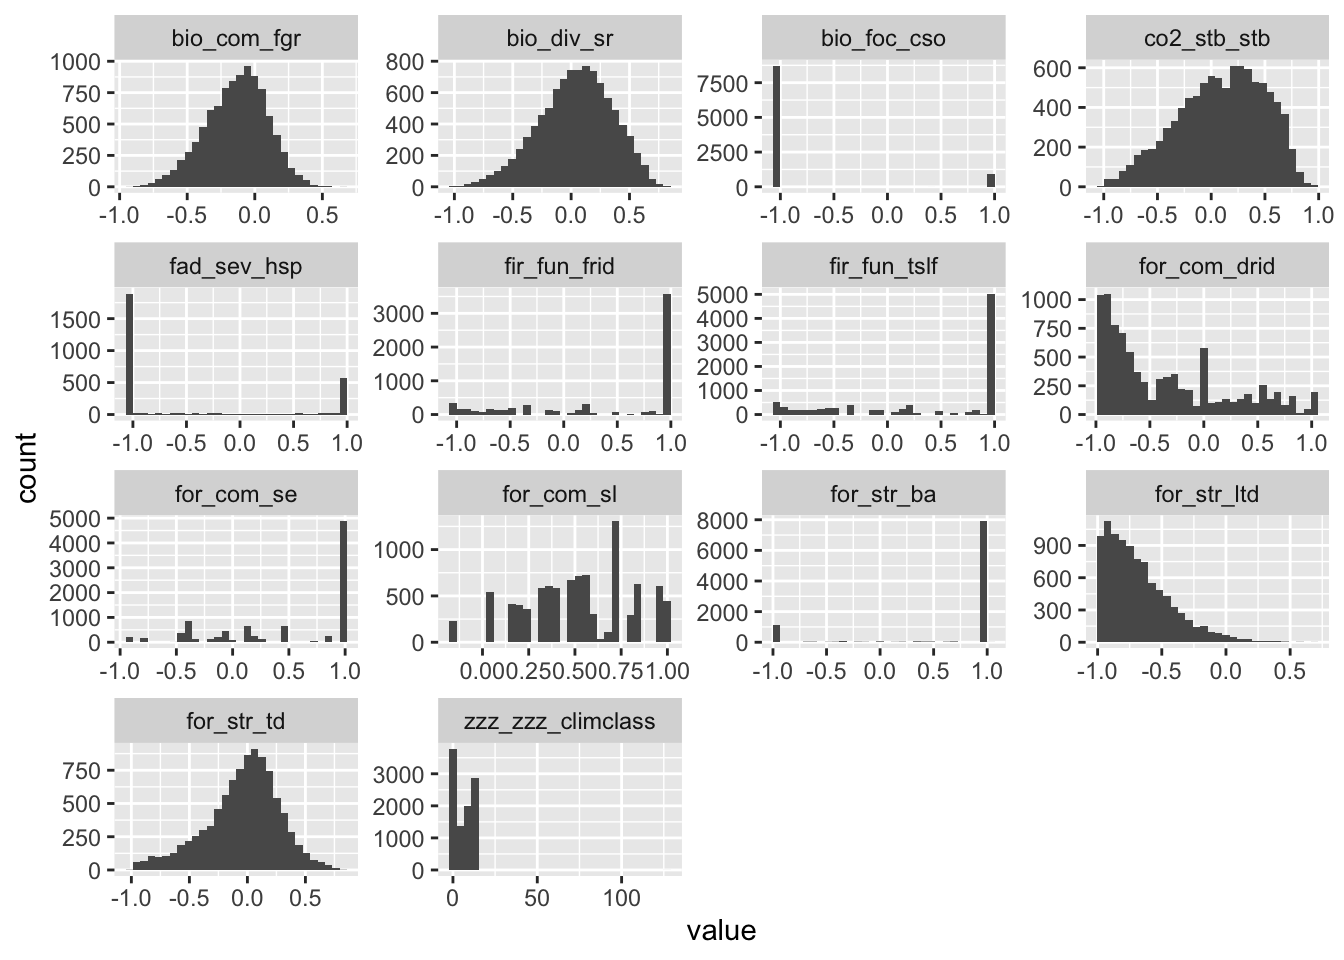 bio_com_fgr bio_div_sr bio_foc_cso co2_stb_stb
1000 800 7500 600
750 600 5000 400
500 400 2500 200
250 200 0 0
0 0
-1.0 -0.5 0.0 0.5 -1.0 -0.5 0.0 0.5 -1.0 -0.5 0.0 0.5 1.0 -1.0 -0.5 0.0 0.5 1.0
fad_sev_hsp fir_fun_frid fir_fun_tslf for_com_drid
1500 3000 5000 1000
1000 2000 4000 750
500 1000 3000 500
0 0 2000 250
1000 0
0
-1.0 -0.5 0.0 0.5 1.0 -1.0 -0.5 0.0 0.5 1.0 -1.0 -0.5 0.0 0.5 1.0 -1.0 -0.5 0.0 0.5 1.0
count
for_com_se for_com_sl for_str_ba for_str_ltd
5000 1000 8000 900
4000 500 6000 600
3000 0 4000 300
2000 2000 0
1000 0
0
-1.0 -0.5 0.0 0.5 1.0 0.00 0.25 0.50 0.75 1.00 -1.0 -0.5 0.0 0.5 1.0 -1.0 -0.5 0.0 0.5
for_str_td zzz_zzz_climclass
750 3000
500 2000
250 1000
0 0
-1.0 -0.5 0.0 0.5 0 50 100
value